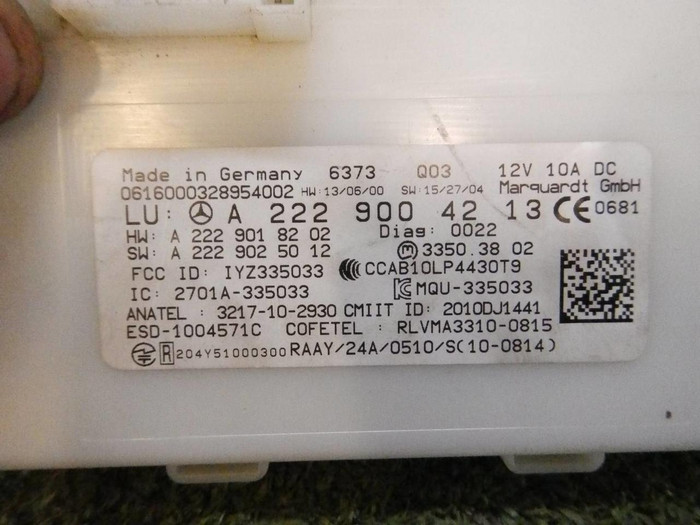 Made in Germany 6373 Q03 12V 10A DC
0616000328954002 HW:13/06/00 SW:15/27/04 Marquardt GmbH
LU: A 222 900 42 13 CE 0681
HW: A 222 901 82 02 Diag: 0022
SW: A 222 902 50 12 M 3350.38 02
FCC ID: IYZ335033 CCAB10LP4430T9
IC: 2701A-335033 MQU-335033
ANATEL: 3217-10-2930 CMIIT ID: 2010DJ1441
ESD-1004571C COFETEL: RLVMA3310-0815
R 204Y51000300 RAAY/24A/0510/S(10-0814)